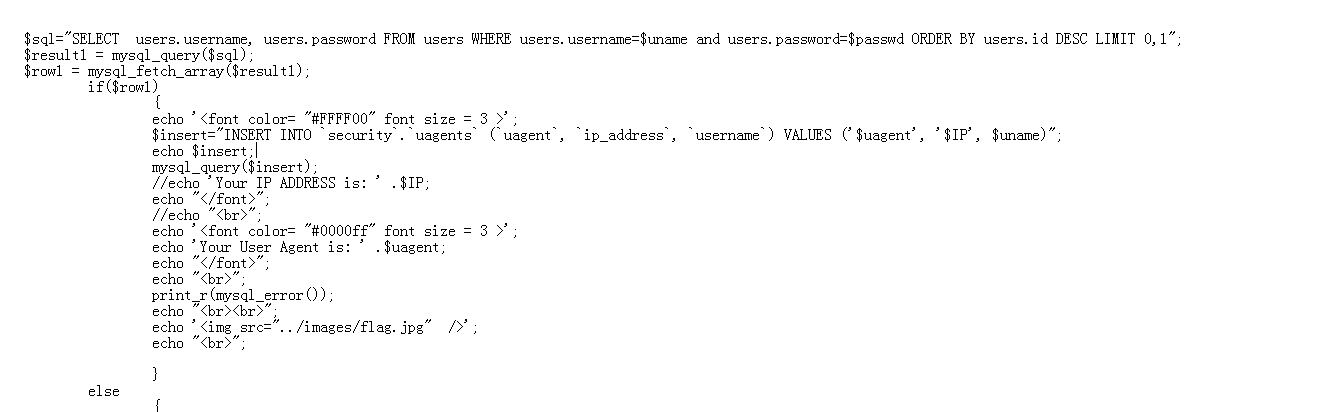 $sql="SELECT  users.username, users.password FROM users WHERE users.username=$uname and users.password=$passwd ORDER BY users.id DESC LIMIT 0,1";
$result1 = mysql_query($sql);
$row1 = mysql_fetch_array($result1);
if($row1)
{
echo '<font color= "#FFFF00" font size = 3 >';
$insert="INSERT INTO `security`.`uagents` (`uagent`, `ip_address`, `username`) VALUES ('$uagent', '$IP', $uname)";
echo $insert;
mysql_query($insert);
//echo 'Your IP ADDRESS is: ' .$IP;
echo "</font>";
//echo "<br>";
echo '<font color= "#0000ff" font size = 3 >';
echo 'Your User Agent is: ' .$uagent;
echo "</font>";
echo "<br>";
print_r(mysql_error());
echo "<br><br>";
echo '<img src="../images/flag.jpg"  />';
echo "<br>";
}
else
{